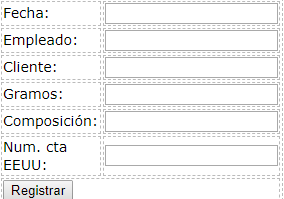 Fecha:
Empleado:
Cliente:
Gramos:
Composición:
Num. cta
EEUU:
Registrar